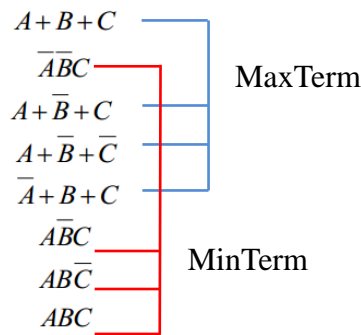 A + B + C
A̅B̅C
MaxTerm
A + B̅ + C
A + B̅ + C̅
A̅ + B + C
AB̅C
MinTerm
ABC̅
ABC